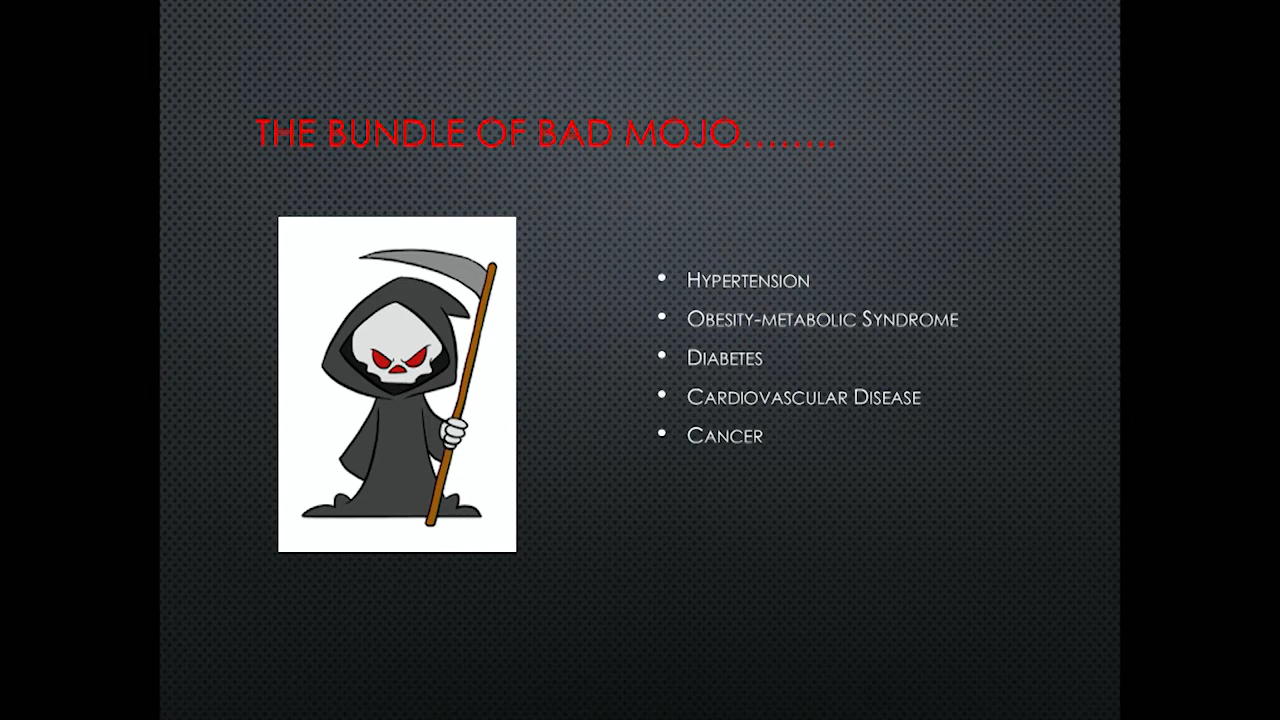 THE BUNDLE OF BAD MOJO........
• HYPERTENSION
• OBESITY-METABOLIC SYNDROME
• DIABETES
• CARDIOVASCULAR DISEASE
• CANCER